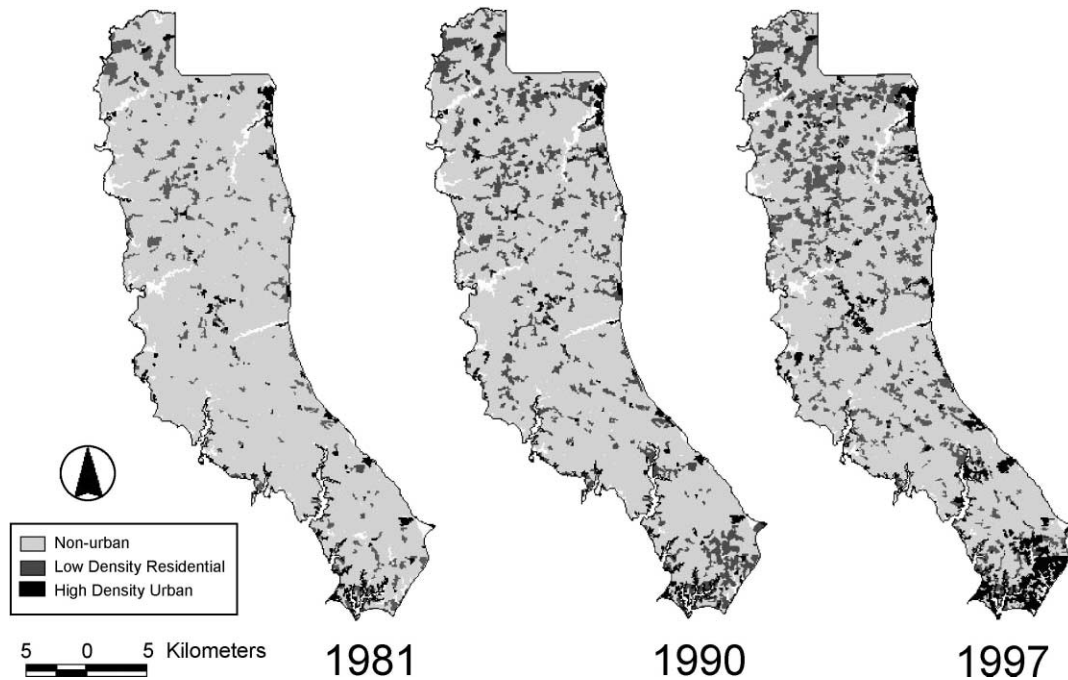 Non-urban
Low Density Residential
High Density Urban
5 0 5 Kilometers
1981 1990 1997